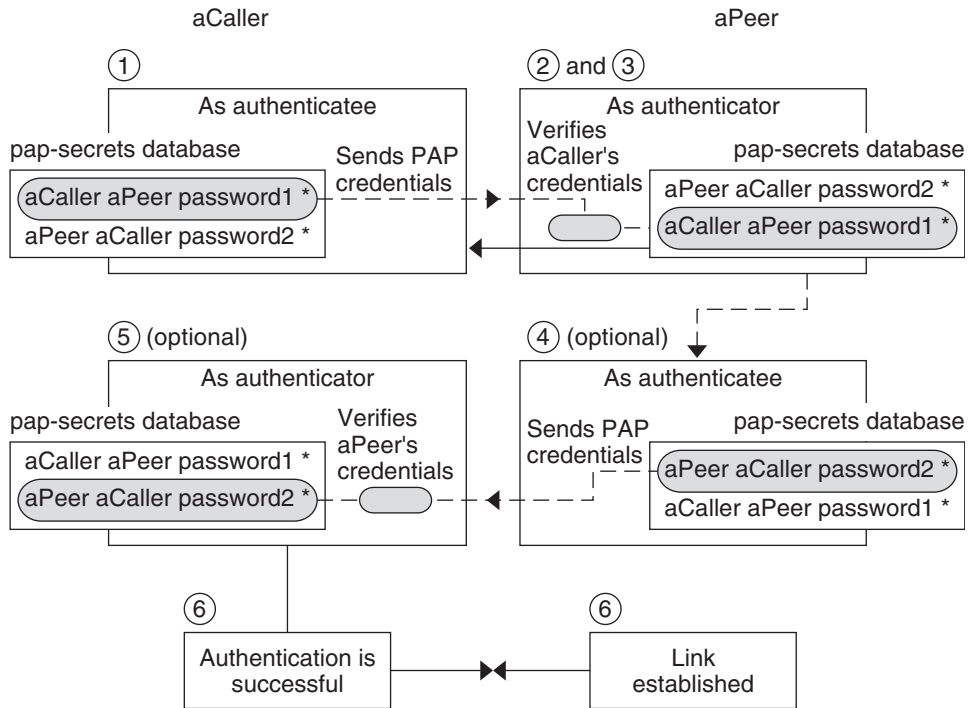 aCaller
aPeer
1
2 and 3
As authenticatee
As authenticator
pap-secrets database
Sends PAP
credentials
Verifies
aCaller's
credentials
pap-secrets database
aCaller aPeer password1 *
aPeer aCaller password2 *
aPeer aCaller password2 *
aCaller aPeer password1 *
5 (optional)
4 (optional)
As authenticator
As authenticatee
pap-secrets database
Verifies
aPeer's
credentials
Sends PAP
credentials
pap-secrets database
aCaller aPeer password1 *
aPeer aCaller password2 *
aPeer aCaller password2 *
aCaller aPeer password1 *
6
6
Authentication is
successful
Link
established